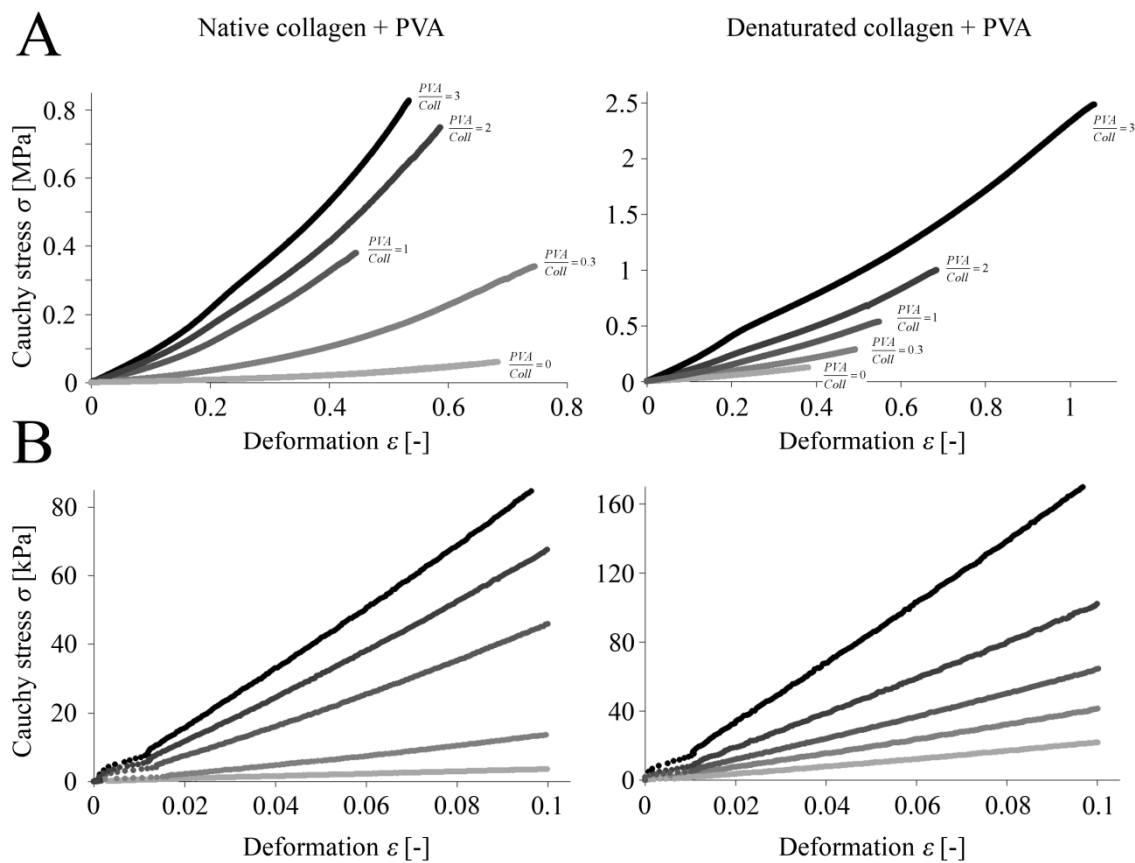 A
Native collagen + PVA
Denaturated collagen + PVA
Cauchy stress σ [MPa]
0.8
0.6
0.4
0.2
0
PVA/Coll = 3
PVA/Coll = 2
PVA/Coll = 1
PVA/Coll = 0.3
PVA/Coll = 0
0 0.2 0.4 0.6 0.8
Deformation ε [-]
2.5
2
1.5
1
0.5
0
PVA/Coll = 3
PVA/Coll = 2
PVA/Coll = 1
PVA/Coll = 0.3
PVA/Coll = 0
0 0.2 0.4 0.6 0.8 1
Deformation ε [-]
B
Cauchy stress σ [kPa]
80
60
40
20
0
0 0.02 0.04 0.06 0.08 0.1
Deformation ε [-]
160
120
80
40
0
0 0.02 0.04 0.06 0.08 0.1
Deformation ε [-]